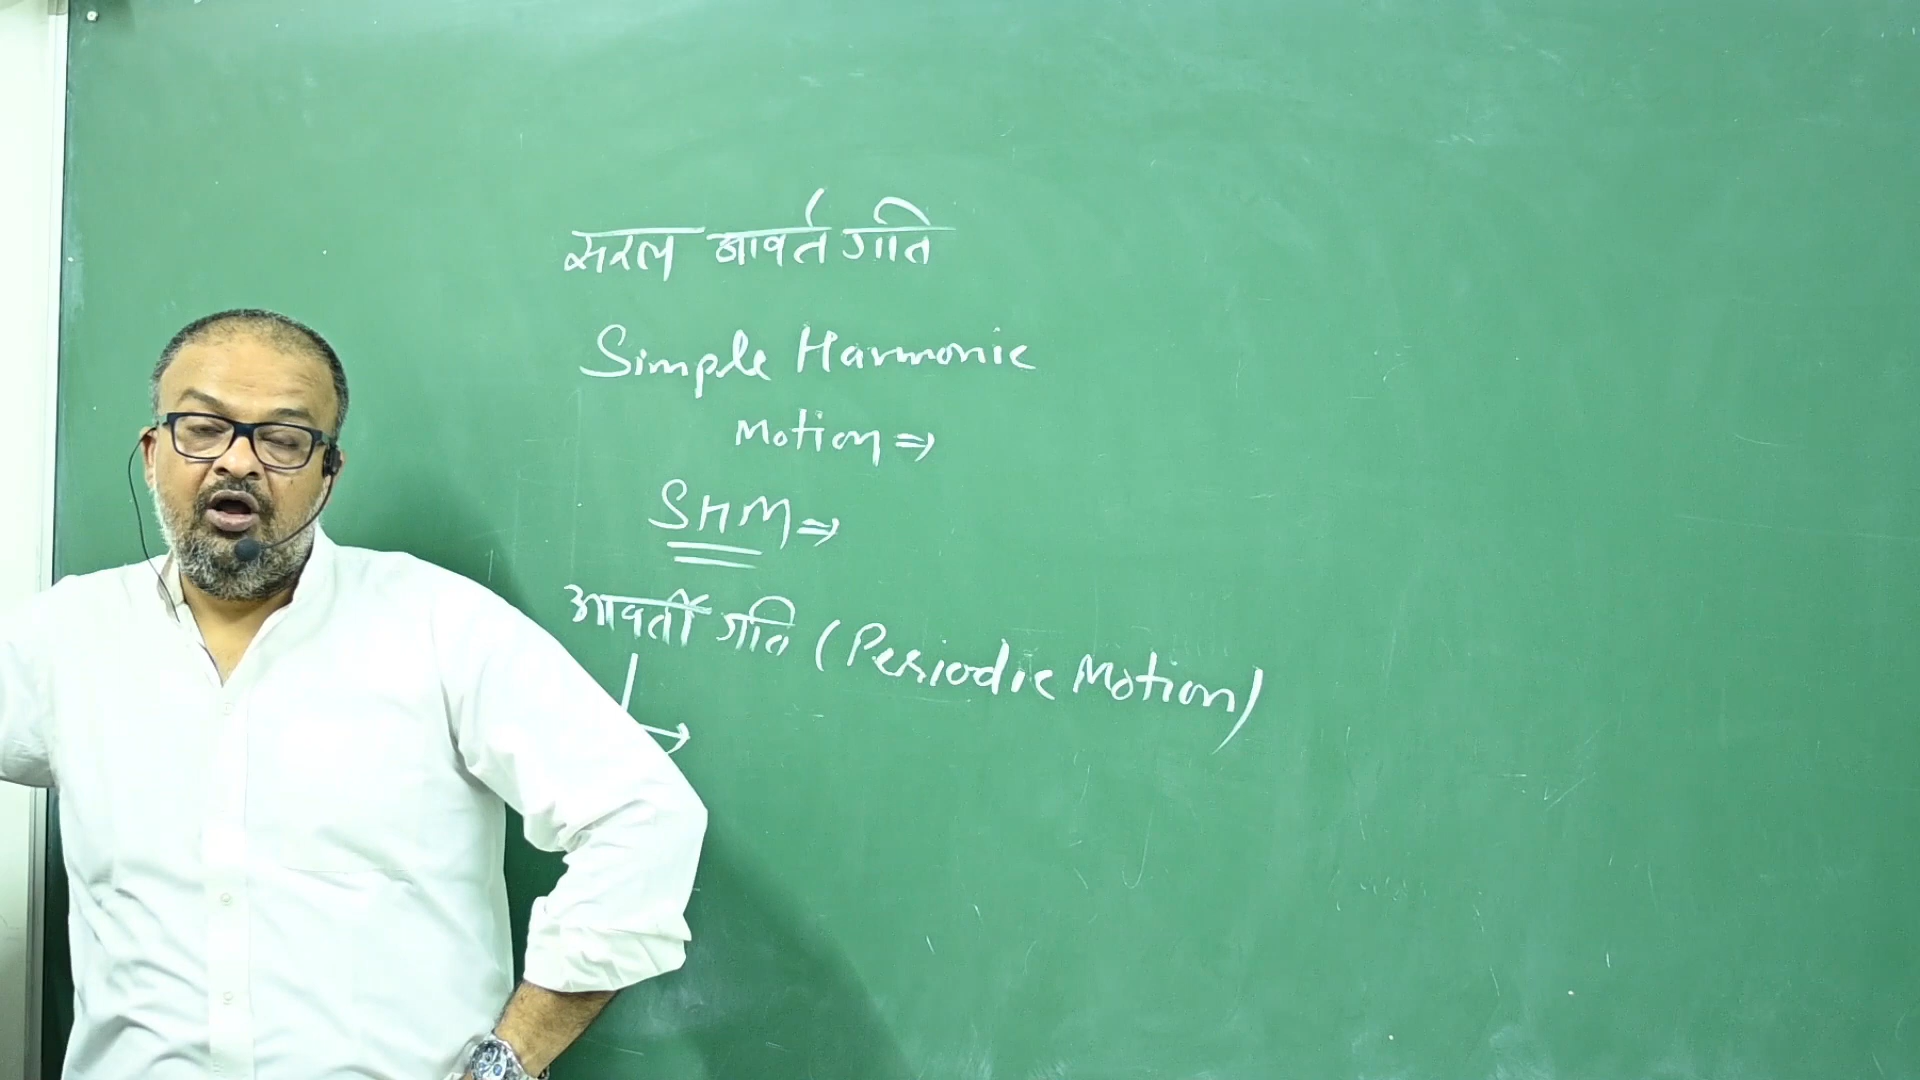 सरल आवर्त गति
Simple Harmonic
Motion ⇒
SHM ⇒
आवर्ती गति (Periodic Motion)